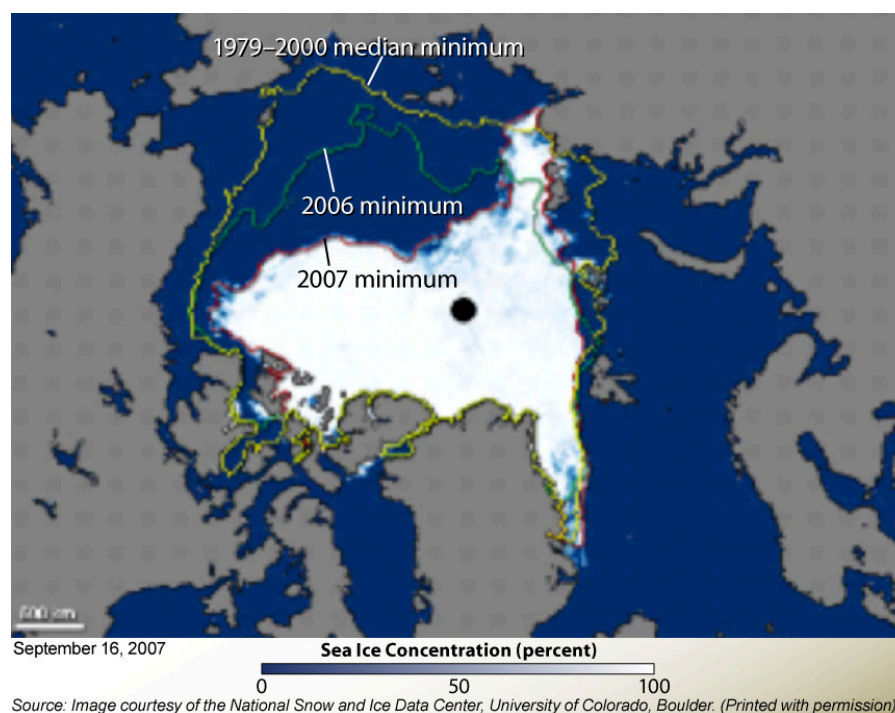 1979–2000 median minimum
2006 minimum
2007 minimum
September 16, 2007
Sea Ice Concentration (percent)
0 50 100
Source: Image courtesy of the National Snow and Ice Data Center, University of Colorado, Boulder. (Printed with permission)